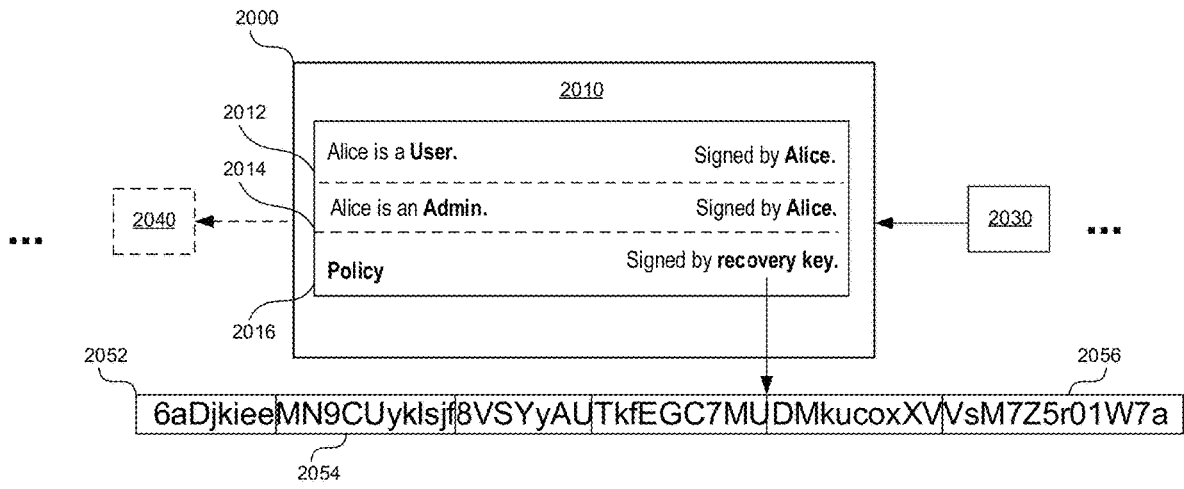 2000
2010
2012
Alice is a User. Signed by Alice.
2014
Alice is an Admin. Signed by Alice.
... 2040 2030 ...
Policy Signed by recovery key.
2016
2052 2056
6aDjkieeMN9CUyklsjf8VSYyAUTkfEGC7MUDMkucoxXVVsM7Z5r01W7a
2054